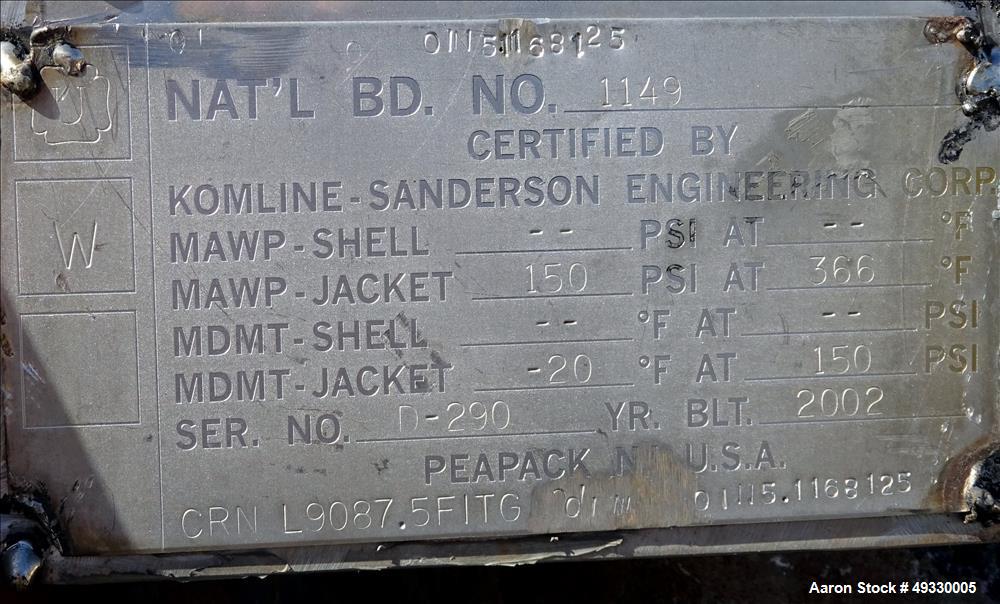 OIN5.1168125
U
NAT'L BD. NO. 1149
CERTIFIED BY
KOMLINE-SANDERSON ENGINEERING CORP.
W
MAWP-SHELL -- PSI AT -- °F
MAWP-JACKET 150 PSI AT 366 °F
MDMT-SHELL -- °F AT -- PSI
MDMT-JACKET -20 °F AT 150 PSI
SER. NO. D-290 YR. BLT. 2002
PEAPACK U.S.A.
CRN L9087.5FITG OIN5.1168125
Aaron Stock # 49330005